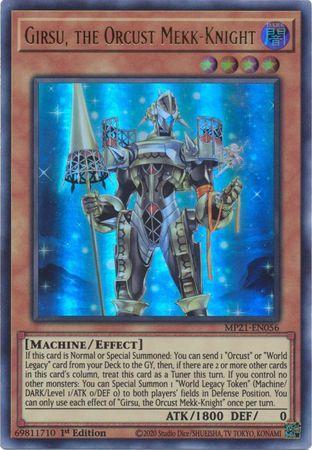 GIRSU, THE ORCUST MEKK-KNIGHT
DARK
闇
MP21-EN056
[MACHINE/EFFECT]
If this card is Normal or Special Summoned: You can send 1 "Orcust" or "World
Legacy" card from your Deck to the GY, then, if there are 2 or more other cards
in this card's column, treat this card as a Tuner this turn. If you control no
other monsters: You can Special Summon 1 "World Legacy Token" (Machine/
DARK/Level 1/ATK 0/DEF 0) to both players' fields in Defense Position. You can
only use each effect of "Girsu, the Orcust Mekk-Knight" once per turn.
ATK/1800 DEF/ 0
69811710 1st Edition ©2020 Studio Dice/SHUEISHA, TV TOKYO, KONAMI